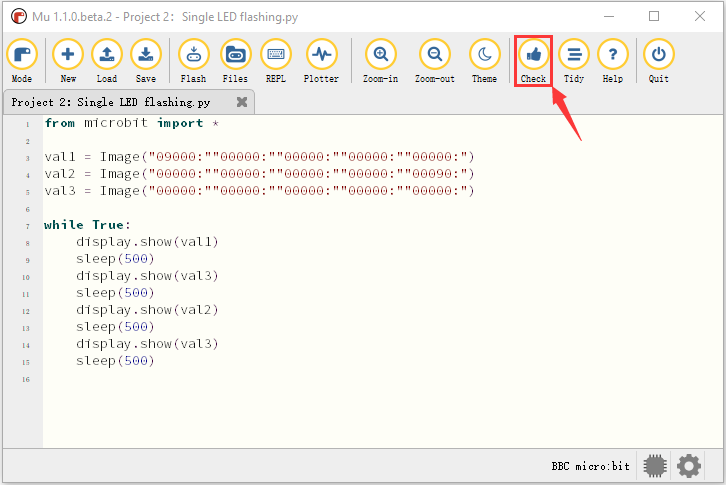 Mu 1.1.0.beta.2 - Project 2: Single LED flashing.py
Mode New Load Save Flash Files REPL Plotter Zoom-in Zoom-out Theme Check Tidy Help Quit
Project 2: Single LED flashing.py
1 from microbit import *
2
3 val1 = Image("09000:""00000:""00000:""00000:""00000:")
4 val2 = Image("00000:""00000:""00000:""00000:""00090:")
5 val3 = Image("00000:""00000:""00000:""00000:""00000:")
6
7 while True:
8 display.show(val1)
9 sleep(500)
10 display.show(val3)
11 sleep(500)
12 display.show(val2)
13 sleep(500)
14 display.show(val3)
15 sleep(500)
16
BBC micro:bit